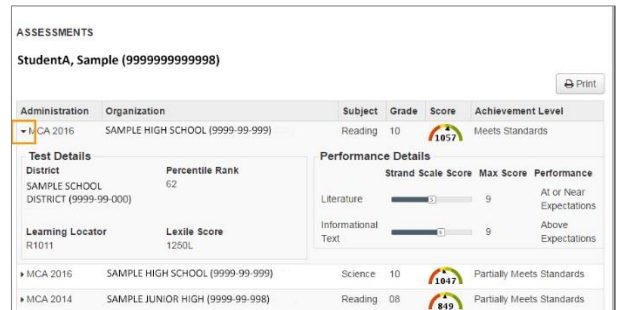 ASSESSMENTS
StudentA, Sample (9999999999998)
Print
Administration Organization Subject Grade Score Achievement Level
MCA 2016 SAMPLE HIGH SCHOOL (9999-99-999) Reading 10 1057 Meets Standards
Test Details
District Percentile Rank
SAMPLE SCHOOL 62
DISTRICT (9999-99-000)
Learning Locator Lexile Score
R1011 1250L
Performance Details
Strand Scale Score Max Score Performance
Literature 5 9 At or Near
Expectations
Informational 6 9 Above
Text Expectations
MCA 2016 SAMPLE HIGH SCHOOL (9999-99-999) Science 10 1047 Partially Meets Standards
MCA 2014 SAMPLE JUNIOR HIGH (9999-99-998) Reading 08 849 Partially Meets Standards